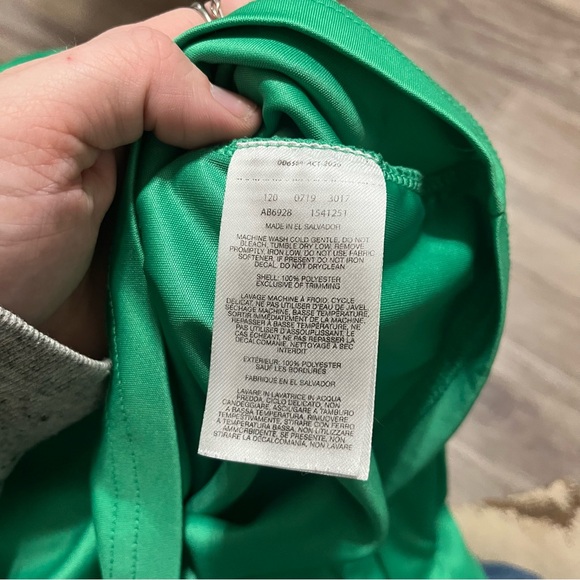 120 0719 3017
AB6928 1541251
MADE IN EL SALVADOR
MACHINE WASH COLD GENTLE, DO NOT
BLEACH, TUMBLE DRY LOW, REMOVE
PROMPTLY, IRON LOW, DO NOT USE FABRIC
SOFTENER, IF PRESENT DO NOT IRON
DECAL, DO NOT DRYCLEAN
SHELL: 100% POLYESTER
EXCLUSIVE OF TRIMMING
LAVAGE MACHINE À FROID, CYCLE
DÉLICAT, NE PAS UTILISER D'EAU DE JAVEL,
SÉCHAGE MACHINE, BASSE TEMPÉRATURE,
SORTIR IMMÉDIATEMENT DE LA MACHINE,
REPASSER À BASSE TEMPÉRATURE, NE
PAS UTILISER D'ASSOUPLISSANT, LE CAS
ÉCHÉANT, NE PAS REPASSER LA
DÉCALCOMANIE, NETTOYAGE À SEC
INTERDIT
EXTÉRIEUR: 100% POLYESTER
SAUF LES BORDURES
FABRIQUÉ EN EL SALVADOR
LAVARE IN LAVATRICE IN ACQUA
FREDDA, CICLO DELICATO, NON
CANDEGGIARE, ASCIUGARE A TAMBURO
A BASSA TEMPERATURA, RIMUOVERE
TEMPESTIVAMENTE, STIRARE CON FERRO
A TEMPERATURA BASSA, NON UTILIZZARE
AMMORBIDENTE, SE PRESENTE, NON
STIRARE LA DECALCOMANIA, NON LAVARE